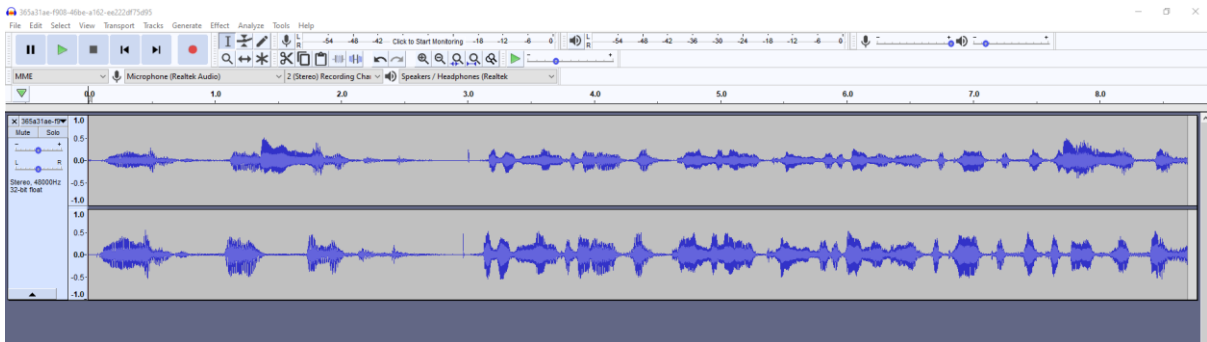 365a31ae-f908-46be-a162-ee222df75d95
File Edit Select View Transport Tracks Generate Effect Analyze Tools Help
L R -54 -48 -42 Click to Start Monitoring -18 -12 -6 0 L R -54 -48 -42 -36 -30 -24 -18 -12 -6 0
MME Microphone (Realtek Audio) 2 (Stereo) Recording Chan Speakers / Headphones (Realtek
0.0 1.0 2.0 3.0 4.0 5.0 6.0 7.0 8.0
365a31ae-f9 1.0
Mute Solo 0.5
- + 0.0
L R
Stereo, 48000Hz -0.5
32-bit float
-1.0
1.0
0.5
0.0
-0.5
-1.0